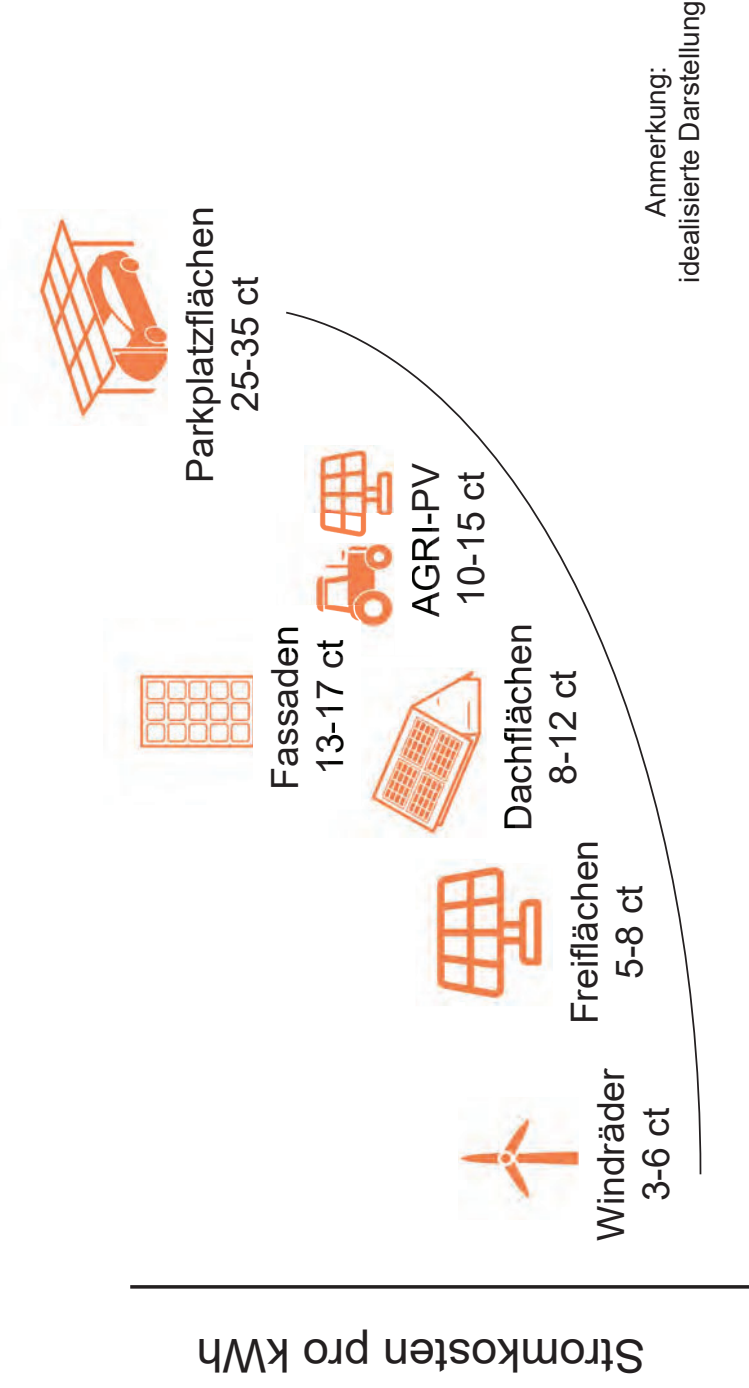 Stromkosten pro kWh
Windräder
3-6 ct
Freiflächen
5-8 ct
Dachflächen
8-12 ct
Fassaden
13-17 ct
AGRI-PV
10-15 ct
Parkplatzflächen
25-35 ct
Anmerkung:
idealisierte Darstellung